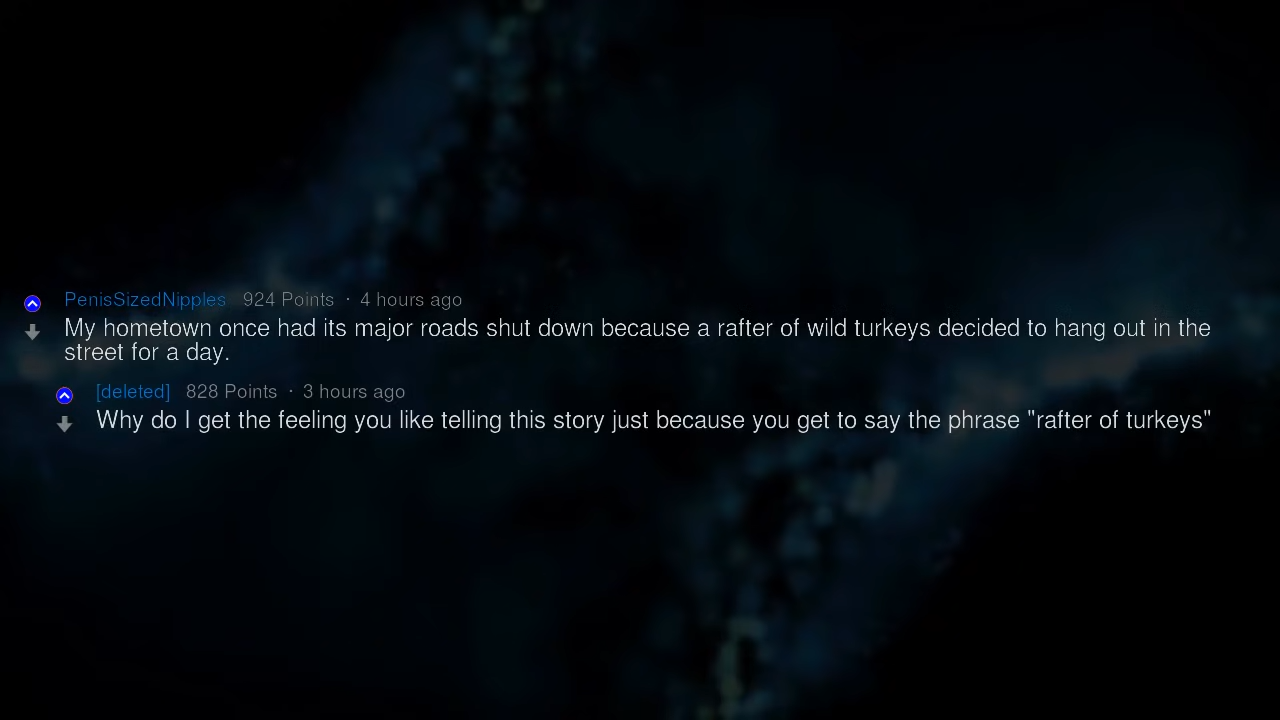 PenisSizedNipples 924 Points · 4 hours ago
My hometown once had its major roads shut down because a rafter of wild turkeys decided to hang out in the
street for a day.
[deleted] 828 Points · 3 hours ago
Why do I get the feeling you like telling this story just because you get to say the phrase "rafter of turkeys"